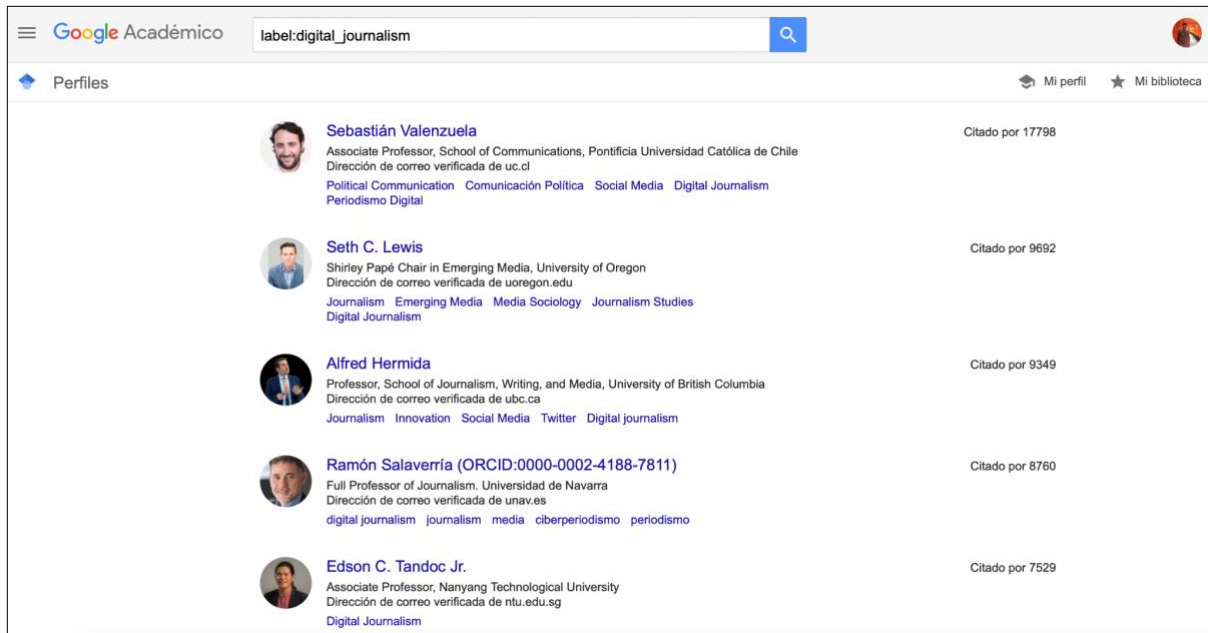 Google Académico
label:digital_journalism
Perfiles
Mi perfil
Mi biblioteca
Sebastián Valenzuela
Citado por 17798
Associate Professor, School of Communications, Pontificia Universidad Católica de Chile
Dirección de correo verificada de uc.cl
Political Communication Comunicación Política Social Media Digital Journalism
Periodismo Digital
Seth C. Lewis
Citado por 9692
Shirley Papé Chair in Emerging Media, University of Oregon
Dirección de correo verificada de uoregon.edu
Journalism Emerging Media Media Sociology Journalism Studies
Digital Journalism
Alfred Hermida
Citado por 9349
Professor, School of Journalism, Writing, and Media, University of British Columbia
Dirección de correo verificada de ubc.ca
Journalism Innovation Social Media Twitter Digital journalism
Ramón Salaverría (ORCID:0000-0002-4188-7811)
Citado por 8760
Full Professor of Journalism. Universidad de Navarra
Dirección de correo verificada de unav.es
digital journalism journalism media ciberperiodismo periodismo
Edson C. Tandoc Jr.
Citado por 7529
Associate Professor, Nanyang Technological University
Dirección de correo verificada de ntu.edu.sg
Digital Journalism